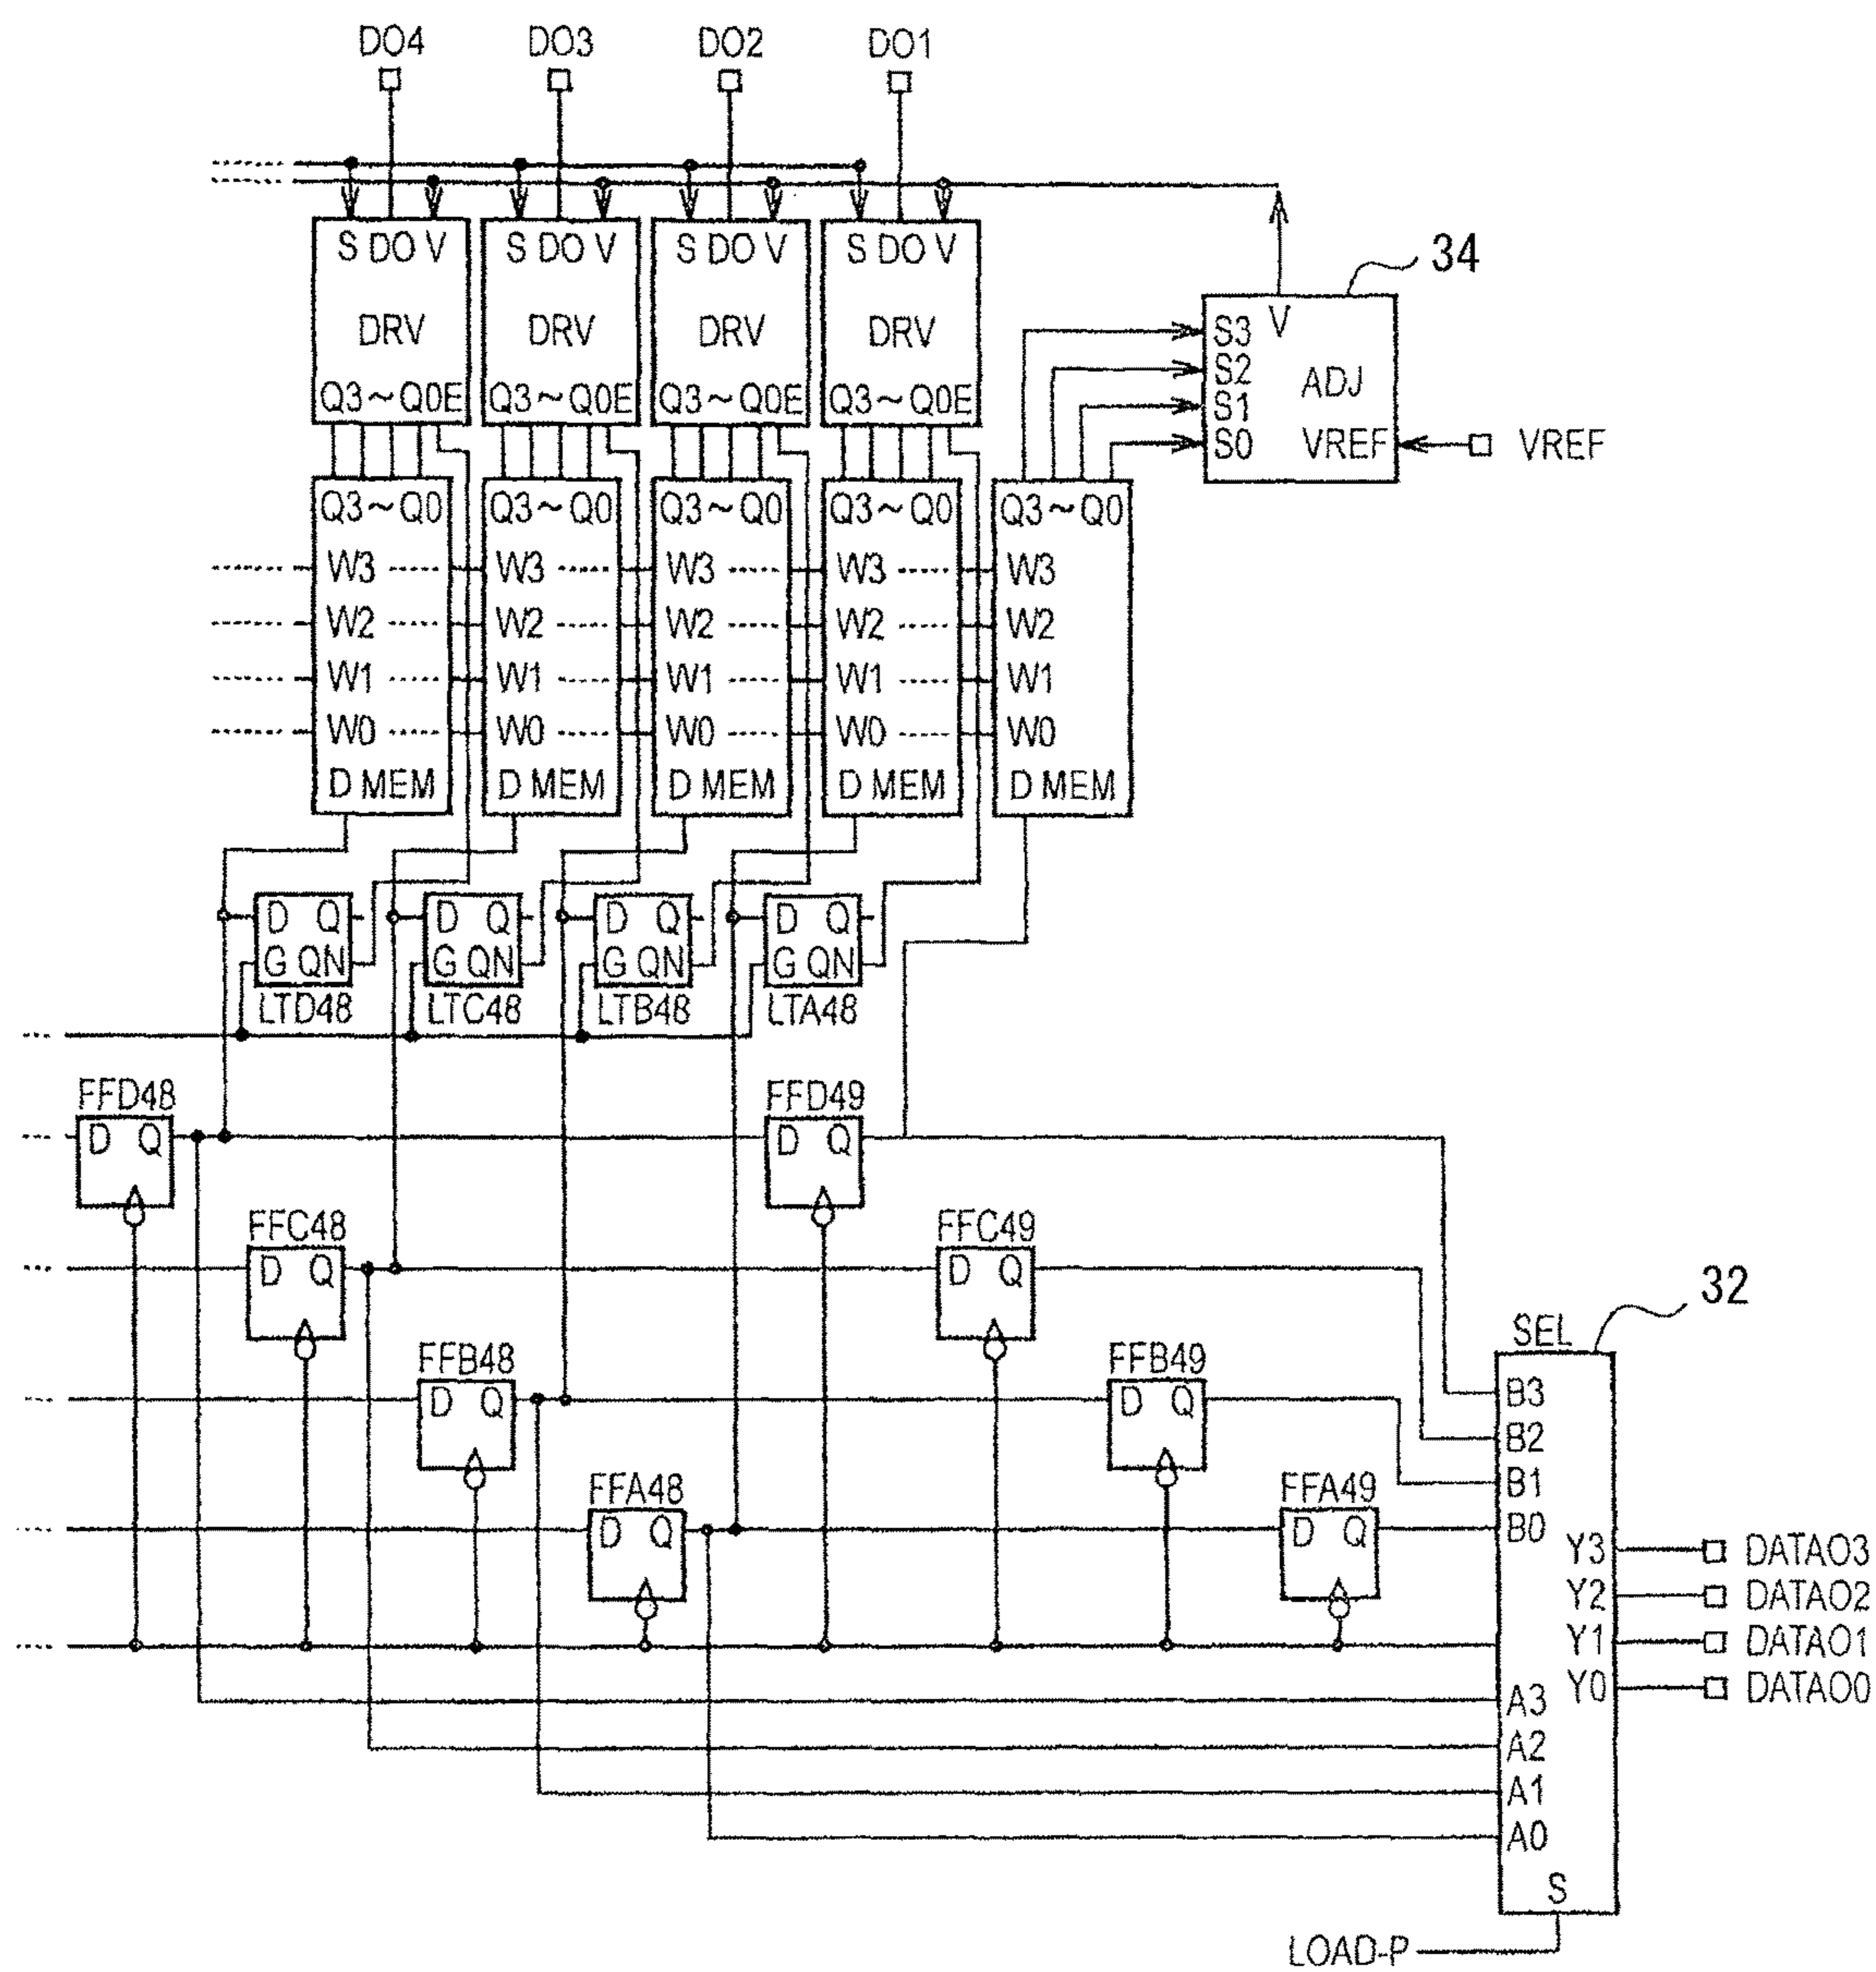 DO4 DO3 DO2 DO1
S DO V S DO V S DO V S DO V
34
DRV DRV DRV DRV
Q3~Q0E Q3~Q0E Q3~Q0E Q3~Q0E
V
S3
S2
S1
S0
ADJ
VREF
VREF
Q3~Q0 Q3~Q0 Q3~Q0 Q3~Q0 Q3~Q0
W3 W3 W3 W3 W3
W2 W2 W2 W2 W2
W1 W1 W1 W1 W1
W0 W0 W0 W0 W0
D MEM D MEM D MEM D MEM D MEM
D Q D Q D Q D Q
G QN G QN G QN G QN
LTD48 LTC48 LTB48 LTA48
FFD48 FFD49
D Q D Q
FFC48 FFC49
D Q D Q
32
SEL
FFB48 FFB49
D Q D Q
FFA48 FFA49
D Q D Q
B3
B2
B1
B0
Y3 DATAO3
Y2 DATAO2
Y1 DATAO1
Y0 DATAO0
A3
A2
A1
A0
S
LOAD-P